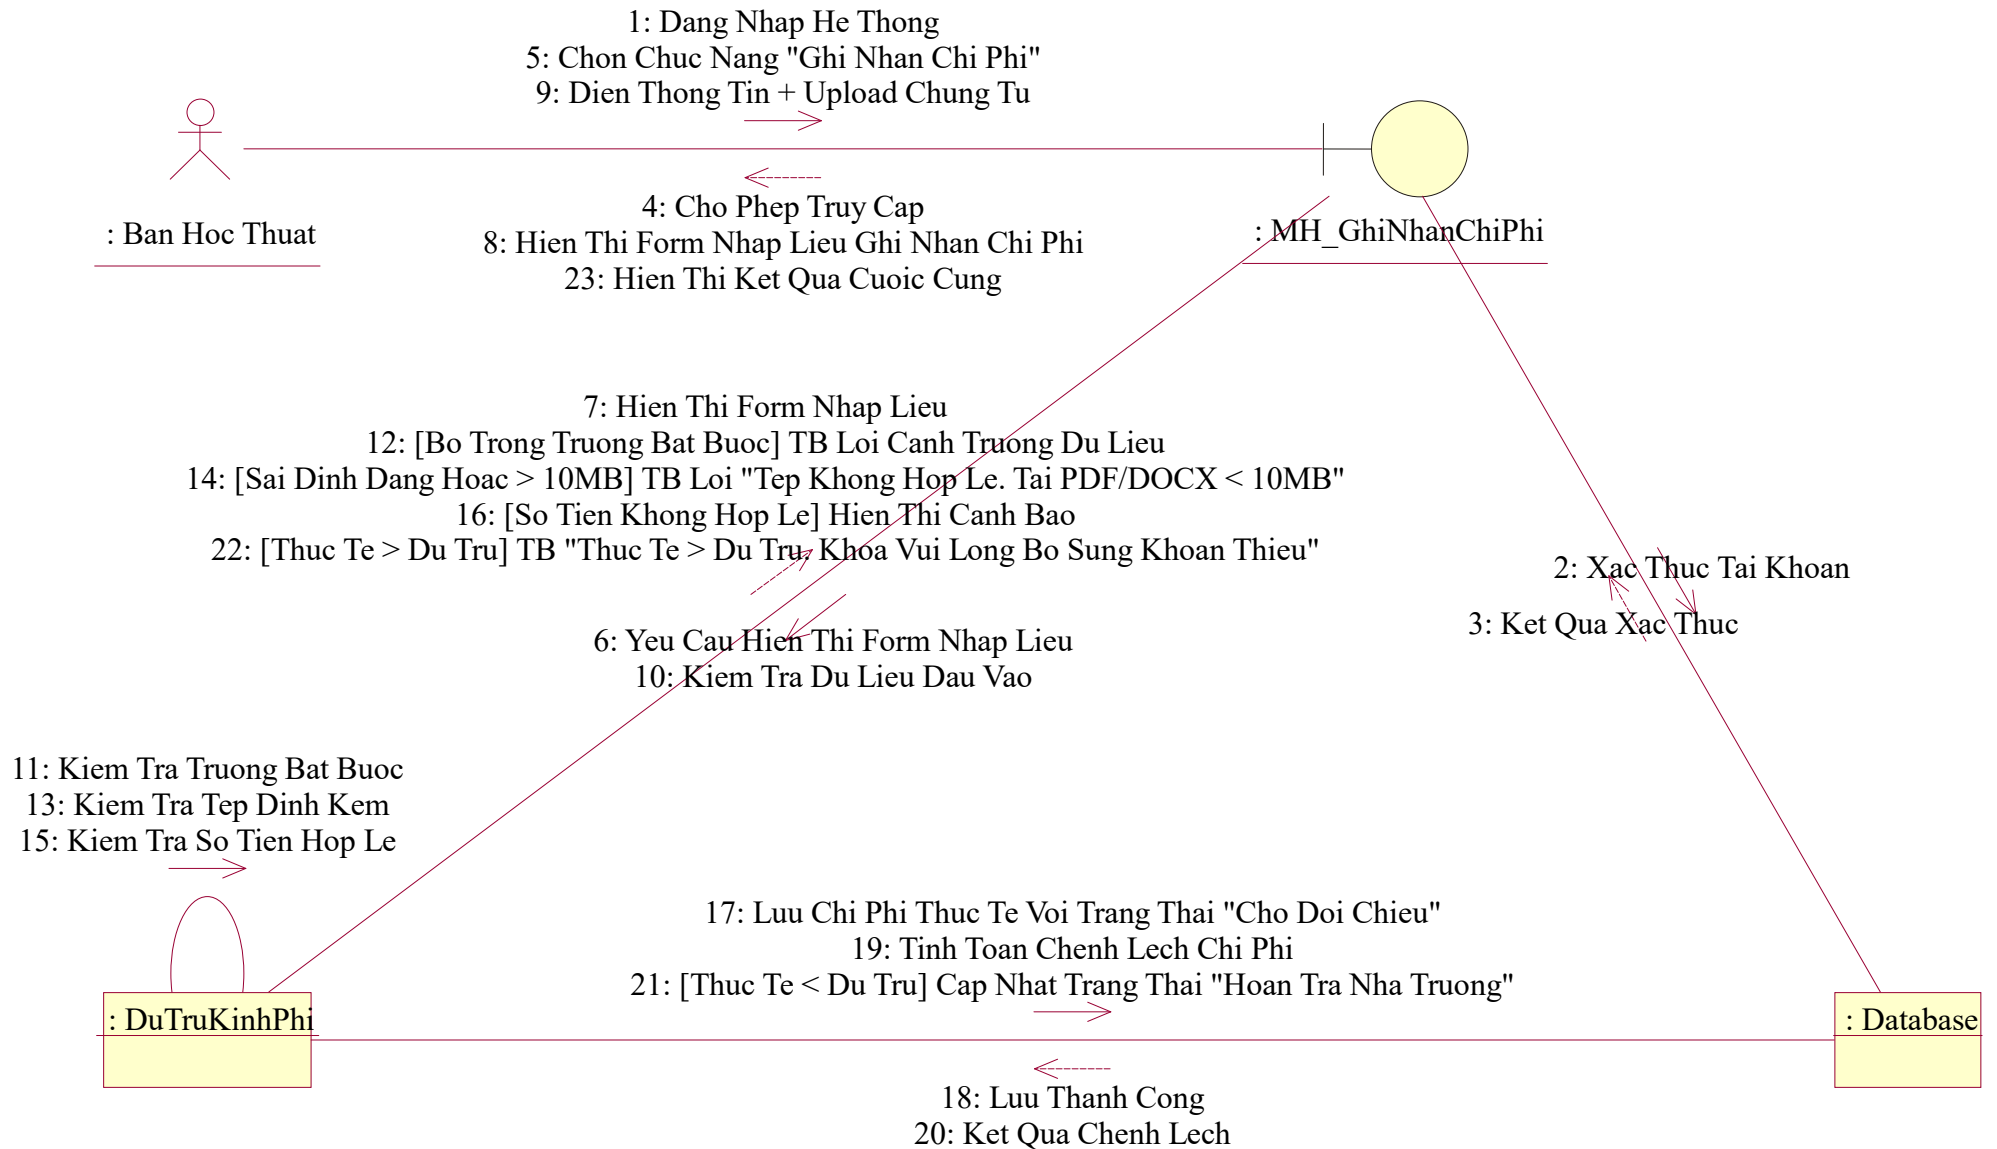 1: Dang Nhap He Thong
5: Chon Chuc Nang "Ghi Nhan Chi Phi"
9: Dien Thong Tin + Upload Chung Tu
4: Cho Phep Truy Cap
8: Hien Thi Form Nhap Lieu Ghi Nhan Chi Phi
23: Hien Thi Ket Qua Cuoic Cung
: Ban Hoc Thuat
: MH_GhiNhanChiPhi
7: Hien Thi Form Nhap Lieu
12: [Bo Trong Truong Bat Buoc] TB Loi Canh Truong Du Lieu
14: [Sai Dinh Dang Hoac > 10MB] TB Loi "Tep Khong Hop Le. Tai PDF/DOCX < 10MB"
16: [So Tien Khong Hop Le] Hien Thi Canh Bao
22: [Thuc Te > Du Tru] TB "Thuc Te > Du Tru. Khoa Vui Long Bo Sung Khoan Thieu"
2: Xac Thuc Tai Khoan
3: Ket Qua Xac Thuc
6: Yeu Cau Hien Thi Form Nhap Lieu
10: Kiem Tra Du Lieu Dau Vao
11: Kiem Tra Truong Bat Buoc
13: Kiem Tra Tep Dinh Kem
15: Kiem Tra So Tien Hop Le
17: Luu Chi Phi Thuc Te Voi Trang Thai "Cho Doi Chieu"
19: Tinh Toan Chenh Lech Chi Phi
21: [Thuc Te < Du Tru] Cap Nhat Trang Thai "Hoan Tra Nha Truong"
: DuTruKinhPhi
: Database
18: Luu Thanh Cong
20: Ket Qua Chenh Lech